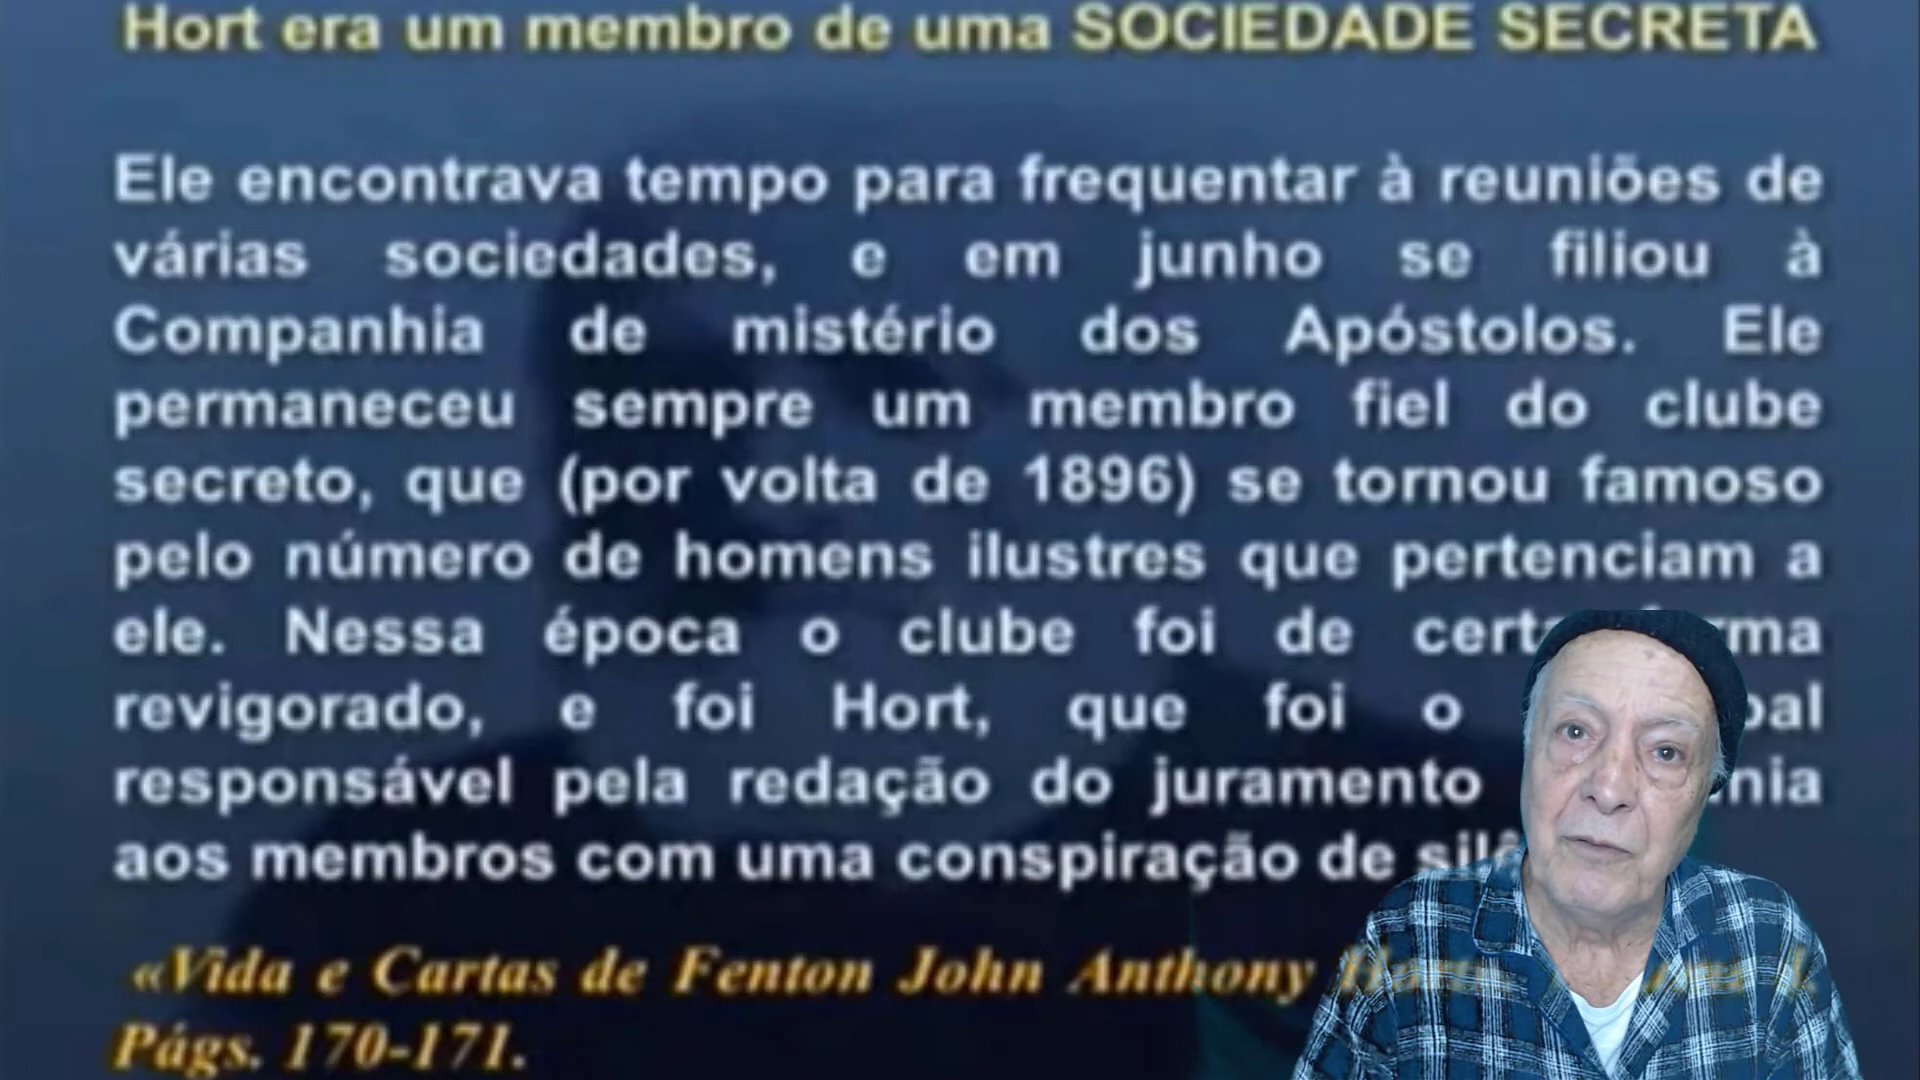 Hort era um membro de uma SOCIEDADE SECRETA
Ele encontrava tempo para frequentar à reuniões de
várias sociedades, e em junho se filiou à
Companhia de mistério dos Apóstolos. Ele
permaneceu sempre um membro fiel do clube
secreto, que (por volta de 1896) se tornou famoso
pelo número de homens ilustres que pertenciam a
ele. Nessa época o clube foi de
revigorado, e foi Hort, que foi o
responsável pela redação do juramento
aos membros com uma conspiração de
«Vida e Cartas de Fenton John Anthony
Págs. 170-171.